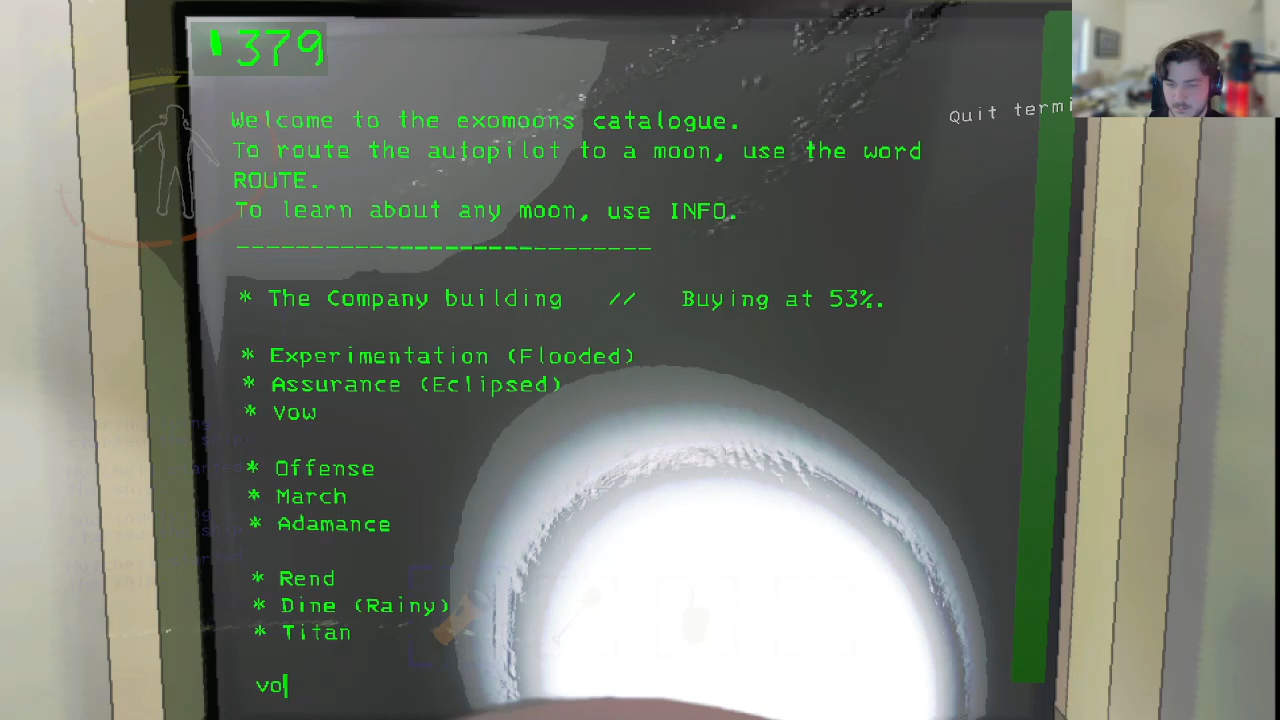 ▮379
Welcome to the exomoons catalogue.
Quit termi
To route the autopilot to a moon, use the word
ROUTE.
To learn about any moon, use INFO.
----------------------------
* The Company building // Buying at 53%.
* Experimentation (Flooded)
* Assurance (Eclipsed)
* Vow
* Offense
* March
* Adamance
* Rend
* Dine (Rainy)
* Titan
vo